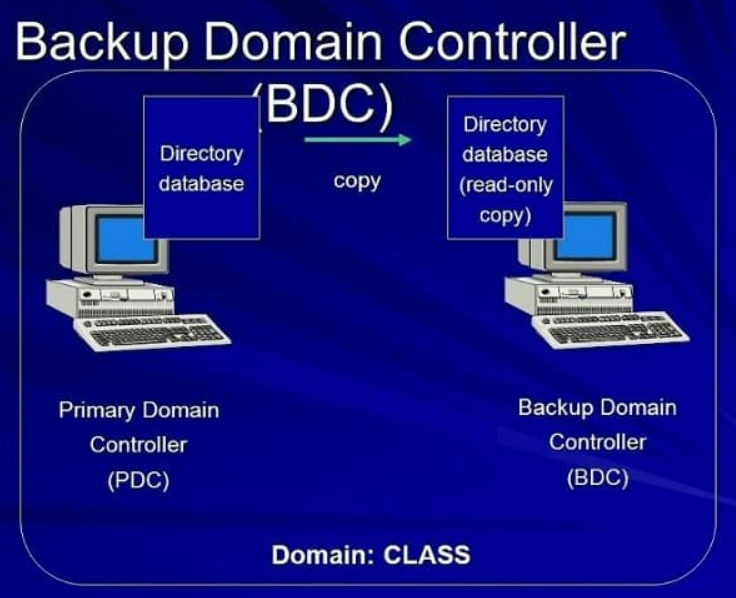 Backup Domain Controller
(BDC)
Directory
database
copy
Directory
database
(read-only
copy)
Primary Domain
Controller
(PDC)
Backup Domain
Controller
(BDC)
Domain: CLASS